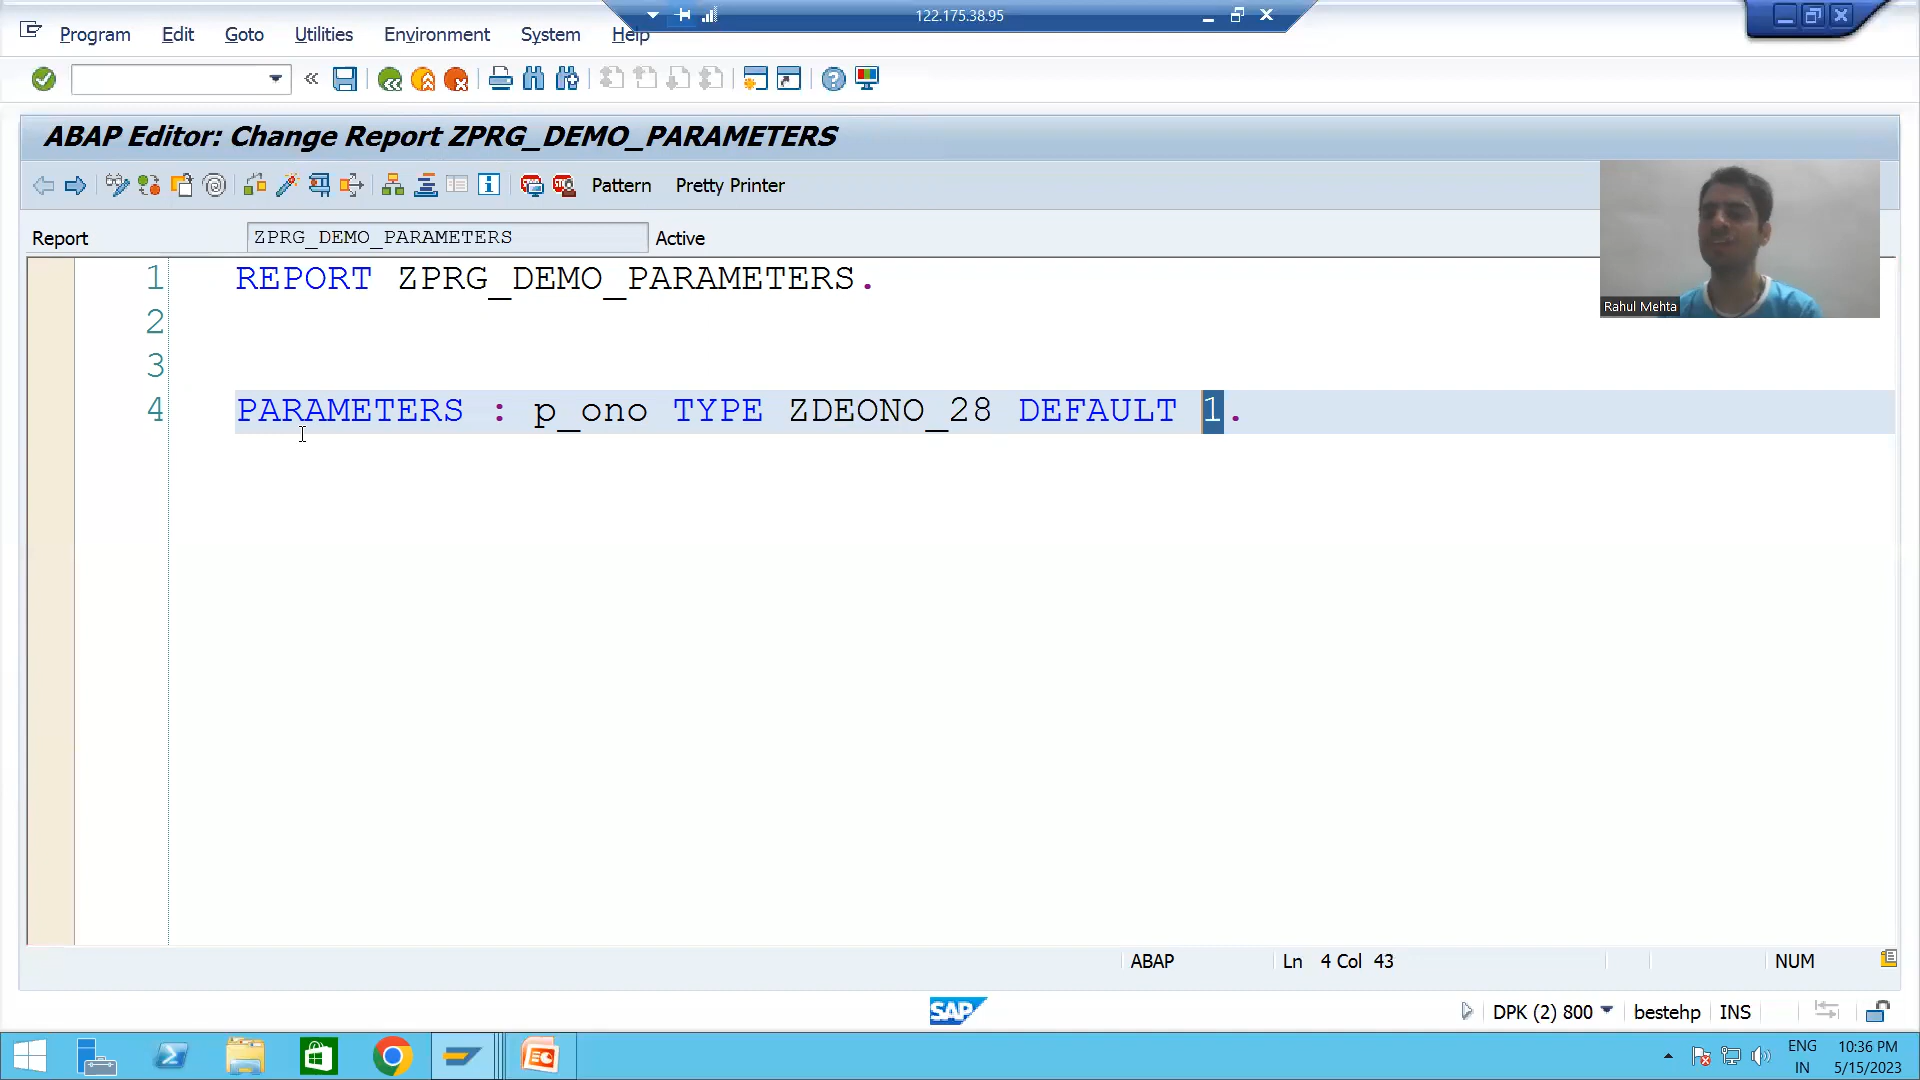 122.175.38.95
Program Edit Goto Utilities Environment System Help
ABAP Editor: Change Report ZPRG_DEMO_PARAMETERS
Pattern Pretty Printer
Report ZPRG_DEMO_PARAMETERS Active
Rahul Mehta
1 REPORT ZPRG_DEMO_PARAMETERS.
2
3
4 PARAMETERS : p_ono TYPE ZDEONO_28 DEFAULT 1.
ABAP Ln 4 Col 43 NUM
SAP DPK (2) 800 bestehp INS
ENG 10:36 PM
IN 5/15/2023